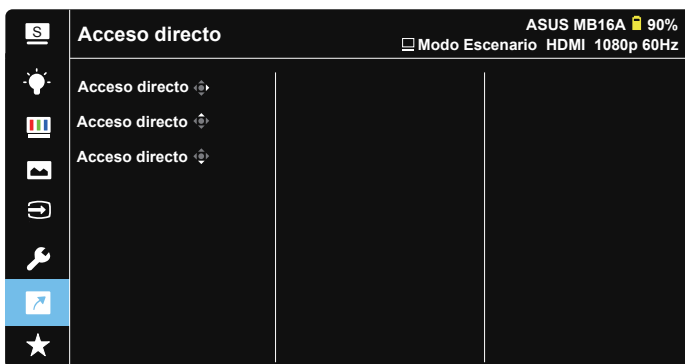 S
Acceso directo
ASUS MB16A 90%
Modo Escenario HDMI 1080p 60Hz
Acceso directo
Acceso directo
Acceso directo